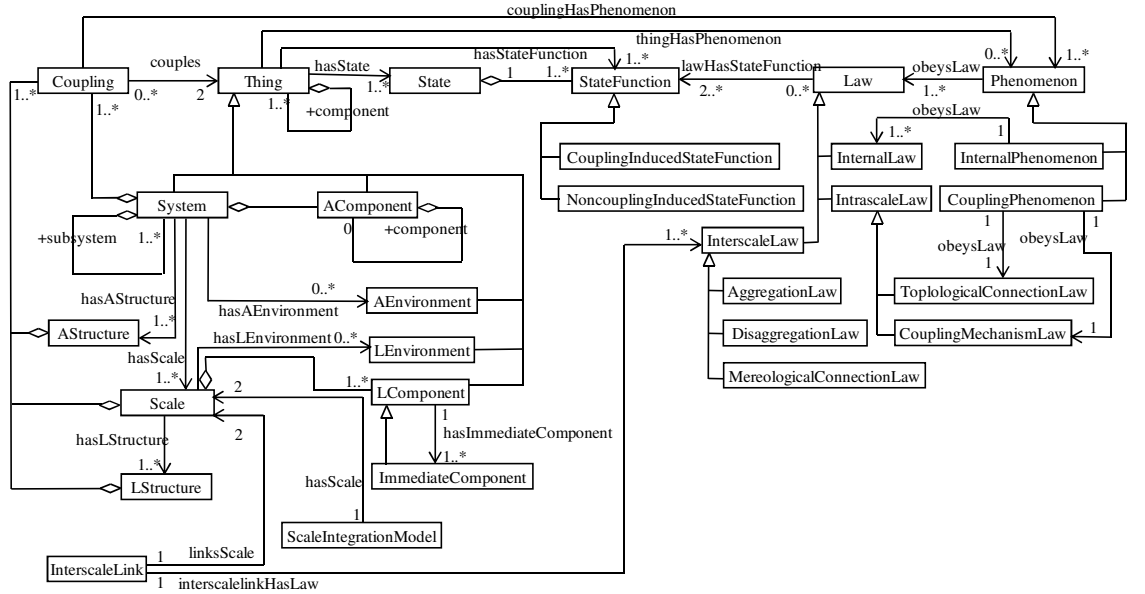 couplingHasPhenomenon
thingHasPhenomenon
hasStateFunction
1..*
0..*
1..*
couples
hasState
lawHasStateFunction
obeysLaw
Coupling
Thing
State
StateFunction
Law
Phenomenon
1..*
0..*
2
1..*
1..*
1
1..*
2..*
0..*
1..*
1..*
+component
obeysLaw
1..*
1
CouplingInducedStateFunction
InternalLaw
InternalPhenomenon
NoncouplingInducedStateFunction
IntrascaleLaw
CouplingPhenomenon
System
AComponent
0
+component
+subsystem
1..*
1..*
InterscaleLaw
1
1
obeysLaw
obeysLaw
1
hasAStructure
0..*
hasAEnvironment
AEnvironment
AggregationLaw
ToplologicalConnectionLaw
1..*
AStructure
DisaggregationLaw
CouplingMechanismLaw
1
hasLEnvironment
0..*
LEnvironment
hasScale
1..*
2
1..*
MereologicalConnectionLaw
Scale
LComponent
1
2
hasLStructure
hasImmediateComponent
1..*
1..*
LStructure
ImmediateComponent
hasScale
1
ScaleIntegrationModel
InterscaleLink
1
linksScale
1
interscalelinkHasLaw